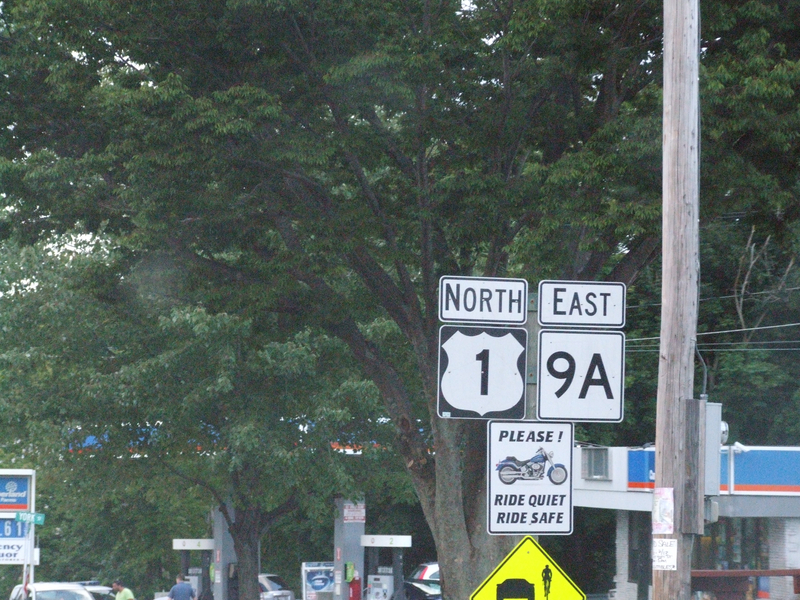 NORTH
EAST
1
9A
PLEASE!
RIDE QUIET
RIDE SAFE